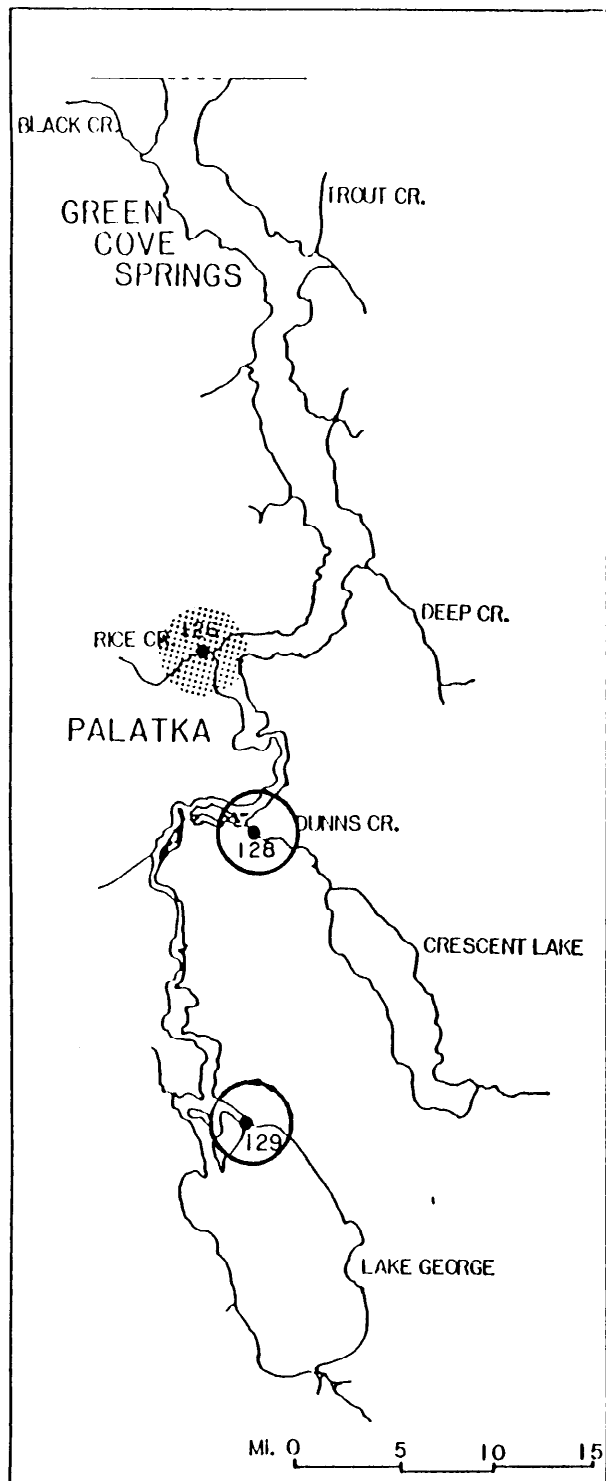 BLACK CR.
TROUT CR.
GREEN
COVE
SPRINGS
DEEP CR.
126
RICE CR
PALATKA
DUNNS CR.
128
CRESCENT LAKE
129
LAKE GEORGE
MI. 0 5 10 15